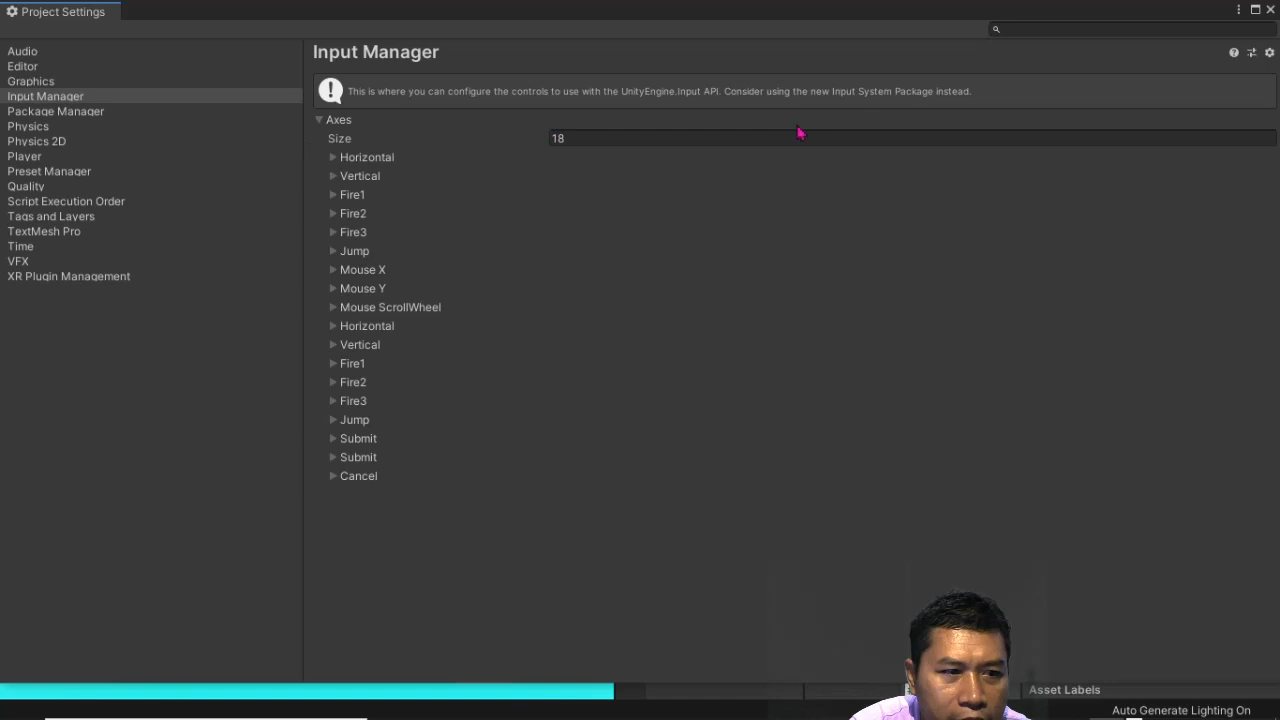 Project Settings
Audio
Editor
Graphics
Input Manager
Package Manager
Physics
Physics 2D
Player
Preset Manager
Quality
Script Execution Order
Tags and Layers
TextMesh Pro
Time
VFX
XR Plugin Management
Input Manager
This is where you can configure the controls to use with the UnityEngine.Input API. Consider using the new Input System Package instead.
Axes
Size 18
Horizontal
Vertical
Fire1
Fire2
Fire3
Jump
Mouse X
Mouse Y
Mouse ScrollWheel
Horizontal
Vertical
Fire1
Fire2
Fire3
Jump
Submit
Submit
Cancel
Asset Labels
Auto Generate Lighting On